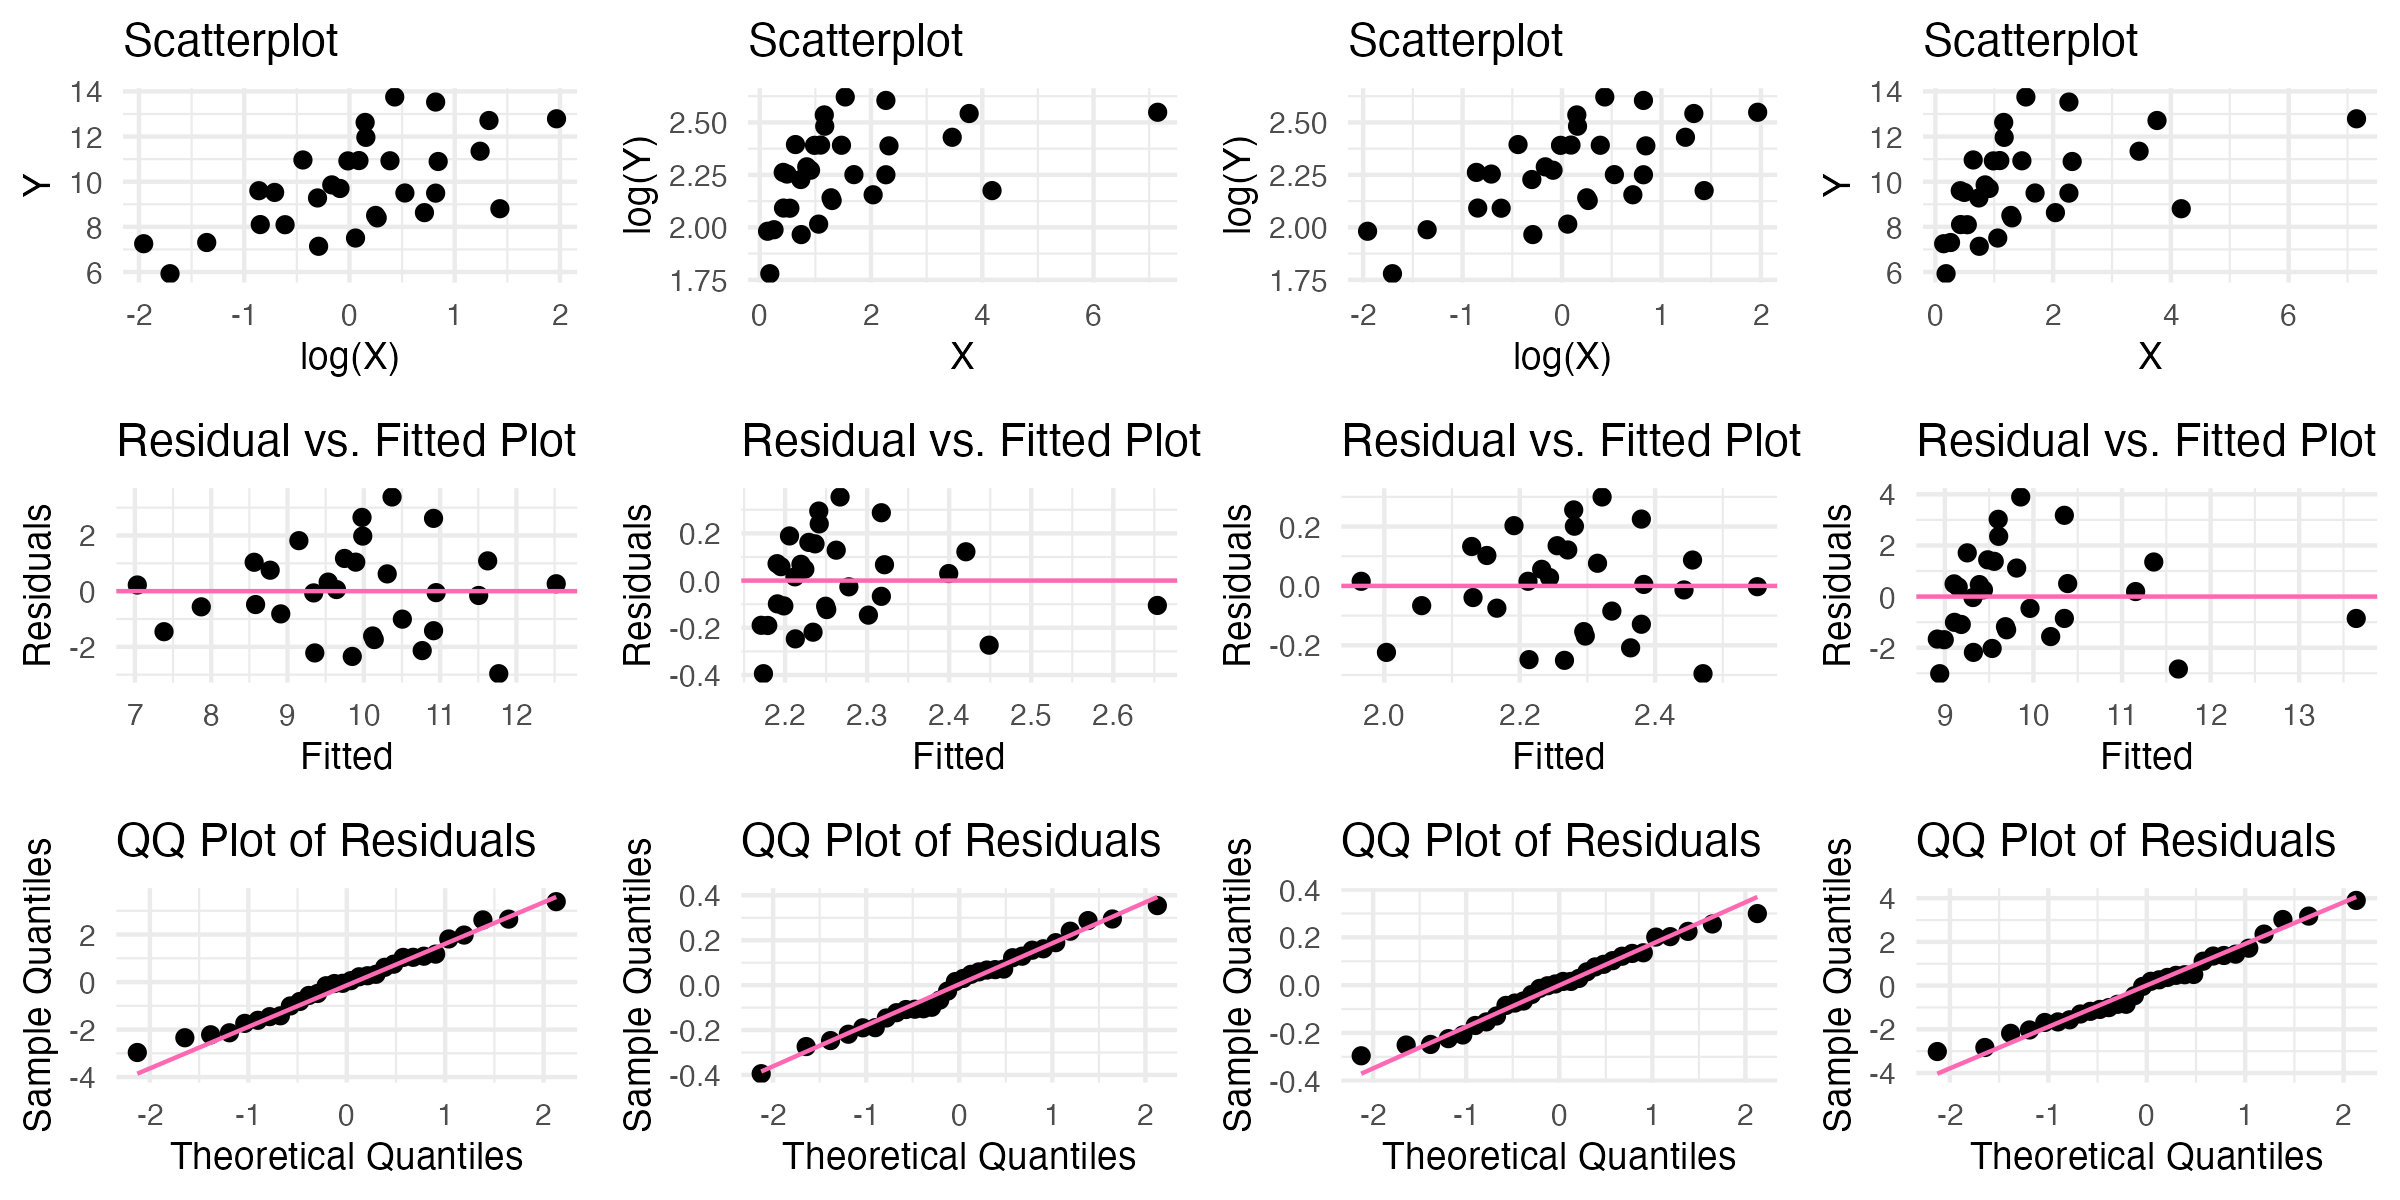 Scatterplot
14
12
10
8
6
Y
-2 -1 0 1 2
log(X)
Scatterplot
2.50
2.25
2.00
1.75
log(Y)
0 2 4 6
X
Scatterplot
2.50
2.25
2.00
1.75
log(Y)
-2 -1 0 1 2
log(X)
Scatterplot
14
12
10
8
6
Y
0 2 4 6
X
Residual vs. Fitted Plot
2
0
-2
Residuals
7 8 9 10 11 12
Fitted
Residual vs. Fitted Plot
0.2
0.0
-0.2
-0.4
Residuals
2.2 2.3 2.4 2.5 2.6
Fitted
Residual vs. Fitted Plot
0.2
0.0
-0.2
Residuals
2.0 2.2 2.4
Fitted
Residual vs. Fitted Plot
4
2
0
-2
Residuals
9 10 11 12 13
Fitted
QQ Plot of Residuals
2
0
-2
-4
Sample Quantiles
-2 -1 0 1 2
Theoretical Quantiles
QQ Plot of Residuals
0.4
0.2
0.0
-0.2
-0.4
Sample Quantiles
-2 -1 0 1 2
Theoretical Quantiles
QQ Plot of Residuals
0.4
0.2
0.0
-0.2
-0.4
Sample Quantiles
-2 -1 0 1 2
Theoretical Quantiles
QQ Plot of Residuals
4
2
0
-2
-4
Sample Quantiles
-2 -1 0 1 2
Theoretical Quantiles